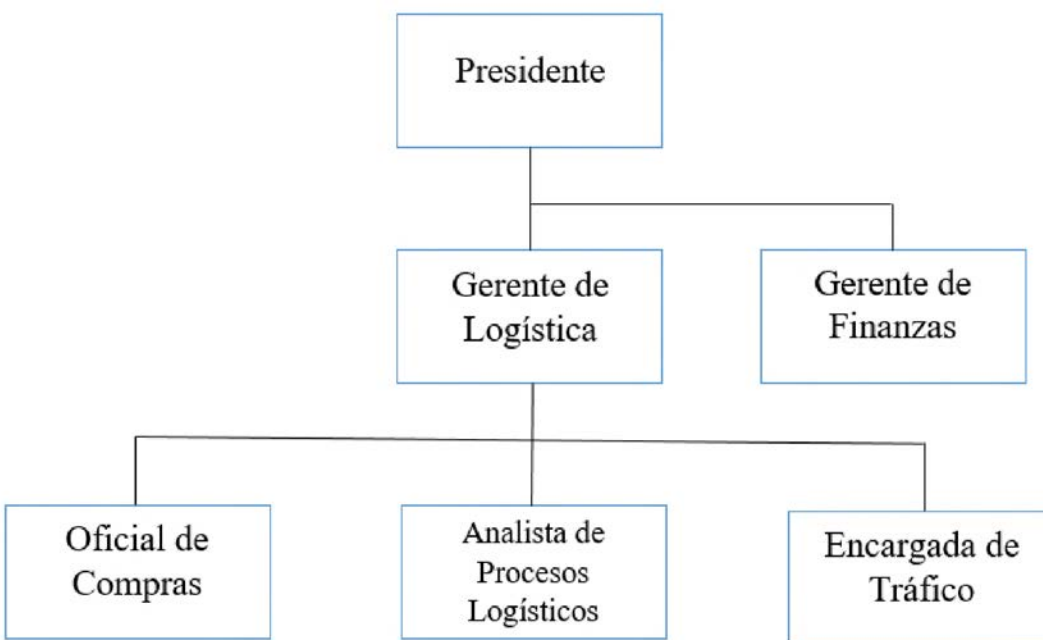 Presidente
Gerente de
Logística
Gerente de
Finanzas
Oficial de
Compras
Analista de
Procesos
Logísticos
Encargada de
Tráfico